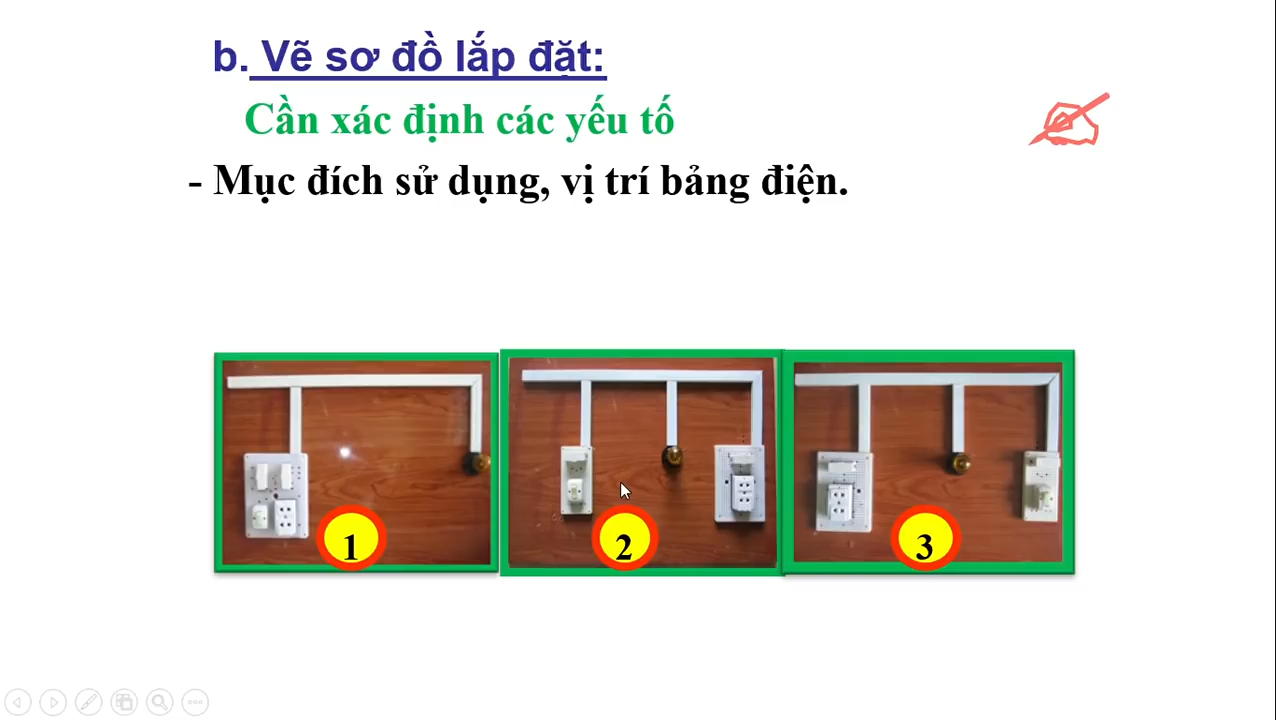 b. Vẽ sơ đồ lắp đặt:
Cần xác định các yếu tố
- Mục đích sử dụng, vị trí bảng điện.
1
2
3